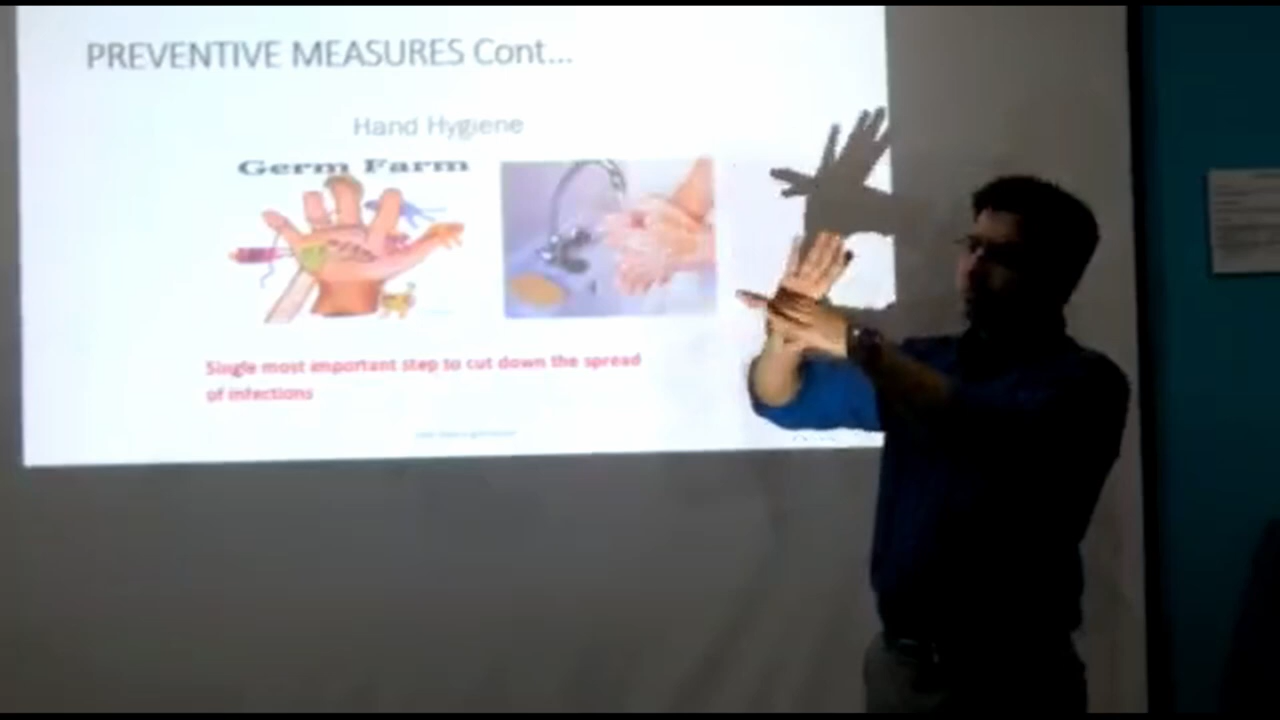 PREVENTIVE MEASURES Cont...
Hand Hygiene
Germ Farm
Single most important step to cut down the spread
of infections